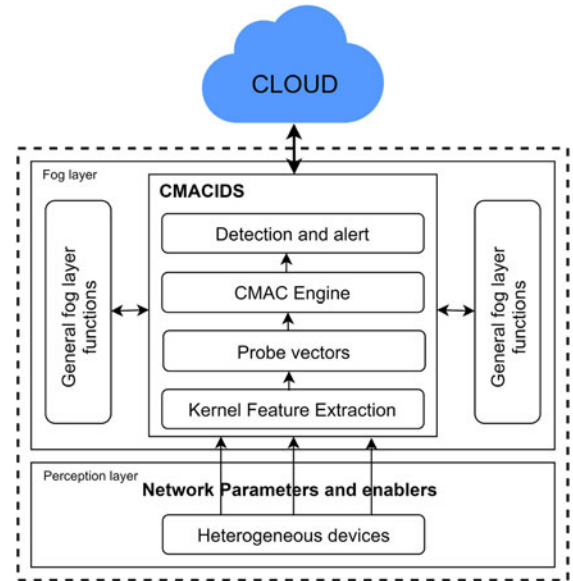 CLOUD
Fog layer
CMACIDS
General fog layer
functions
Detection and alert
CMAC Engine
Probe vectors
Kernel Feature Extraction
General fog layer
functions
Perception layer
Network Parameters and enablers
Heterogeneous devices